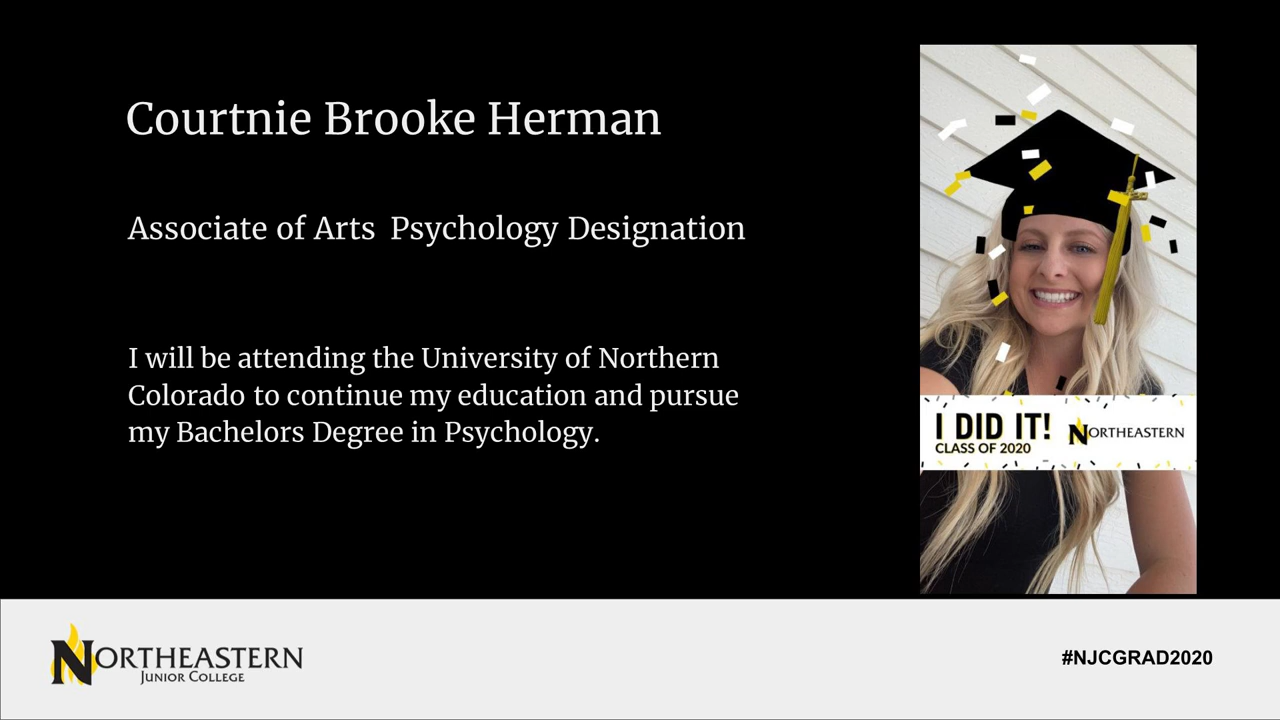 Courtnie Brooke Herman
Associate of Arts  Psychology Designation
I will be attending the University of Northern
Colorado to continue my education and pursue
my Bachelors Degree in Psychology.
I DID IT!
CLASS OF 2020
NORTHEASTERN
NORTHEASTERN
JUNIOR COLLEGE
#NJCGRAD2020